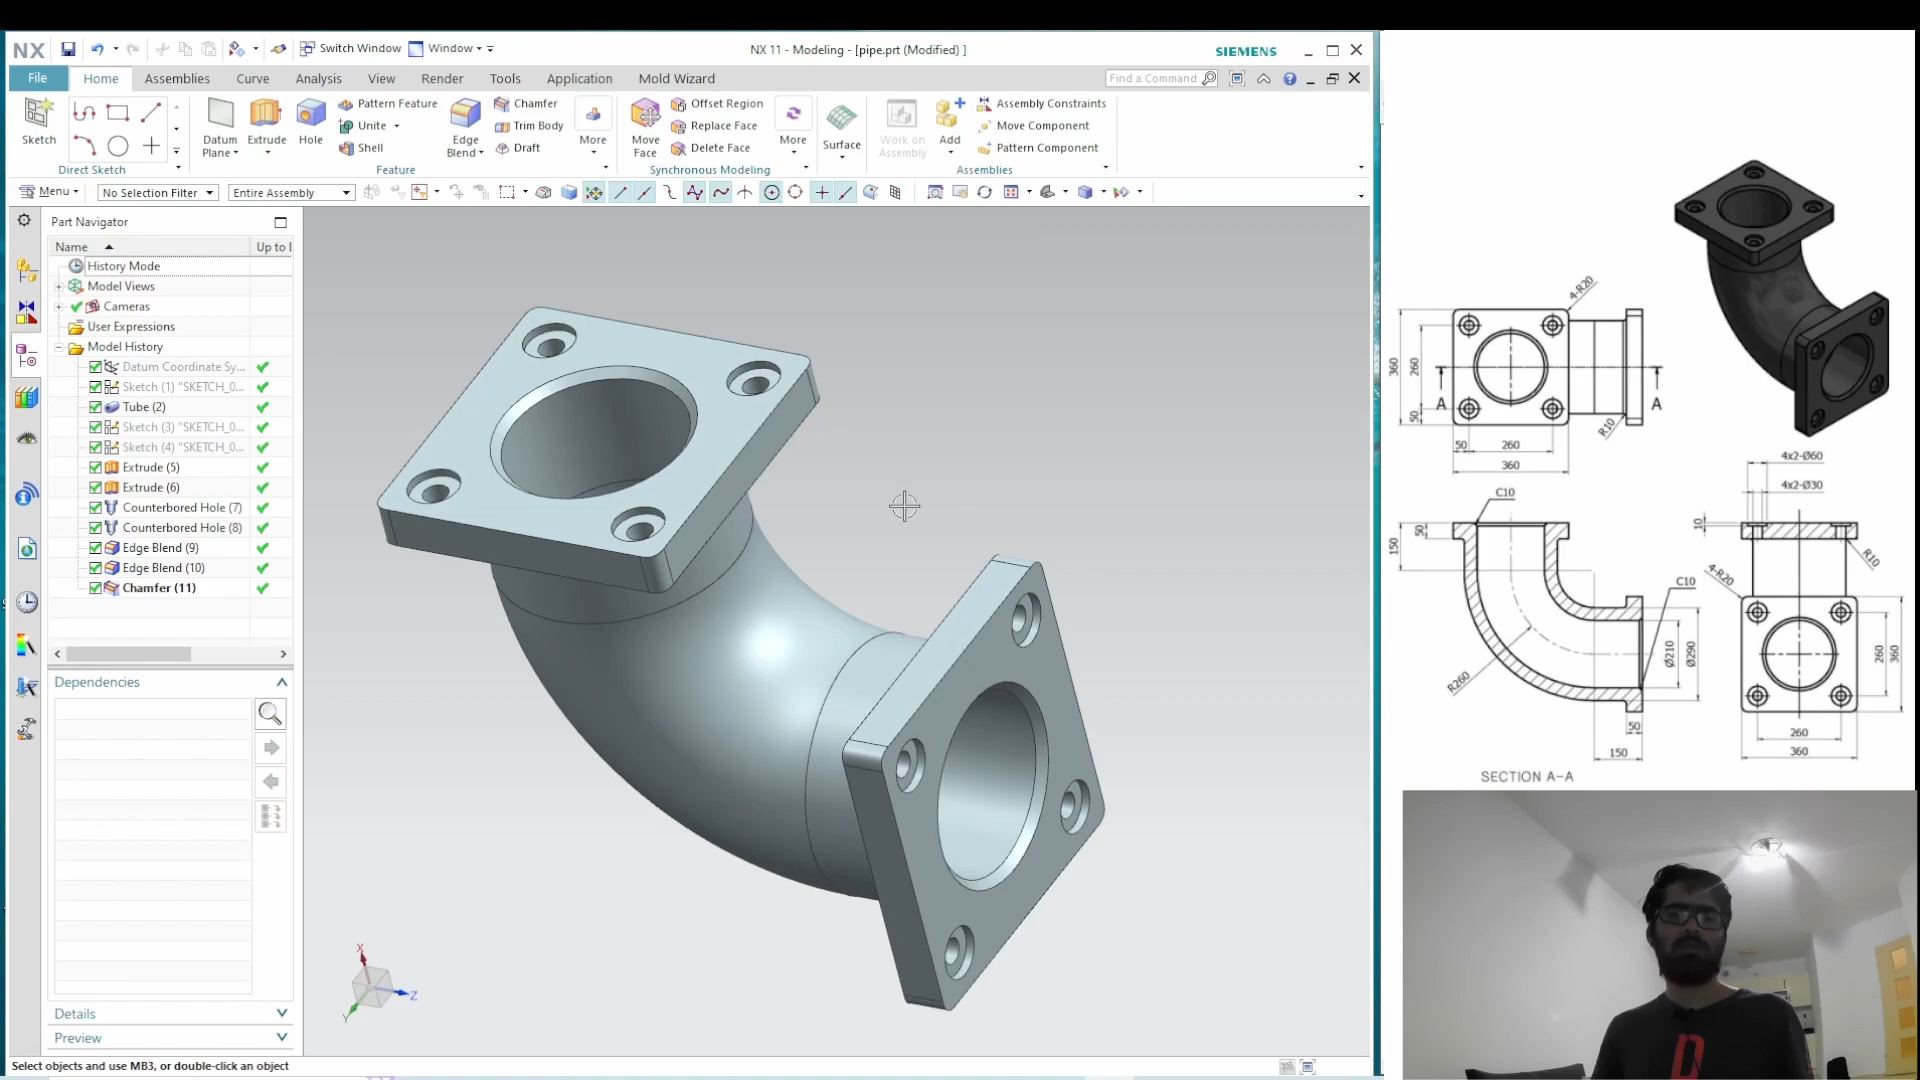 NX
Switch Window
Window
NX 11 - Modeling - [pipe.prt (Modified) ]
SIEMENS
File
Home
Assemblies
Curve
Analysis
View
Render
Tools
Application
Mold Wizard
Find a Command
Sketch
Direct Sketch
Datum Plane
Extrude
Hole
Pattern Feature
Unite
Shell
Edge Blend
Chamfer
Trim Body
Draft
More
Feature
Move Face
Offset Region
Replace Face
Delete Face
More
Synchronous Modeling
Surface
Work on Assembly
Add
Assembly Constraints
Move Component
Pattern Component
Assemblies
Menu
No Selection Filter
Entire Assembly
Part Navigator
Name
Up to I
History Mode
Model Views
Cameras
User Expressions
Model History
Datum Coordinate Sy...
Sketch (1) "SKETCH_0...
Tube (2)
Sketch (3) "SKETCH_0...
Sketch (4) "SKETCH_0...
Extrude (5)
Extrude (6)
Counterbored Hole (7)
Counterbored Hole (8)
Edge Blend (9)
Edge Blend (10)
Chamfer (11)
Dependencies
Details
Preview
Select objects and use MB3, or double-click an object
X
Y
Z
4-R20
360
260
50
A
A
R10
50
260
360
C10
150
50
R260
C10
Ø210
Ø290
50
150
SECTION A-A
4x2-Ø60
4x2-Ø30
10
R10
4-R20
260
360
260
360
D